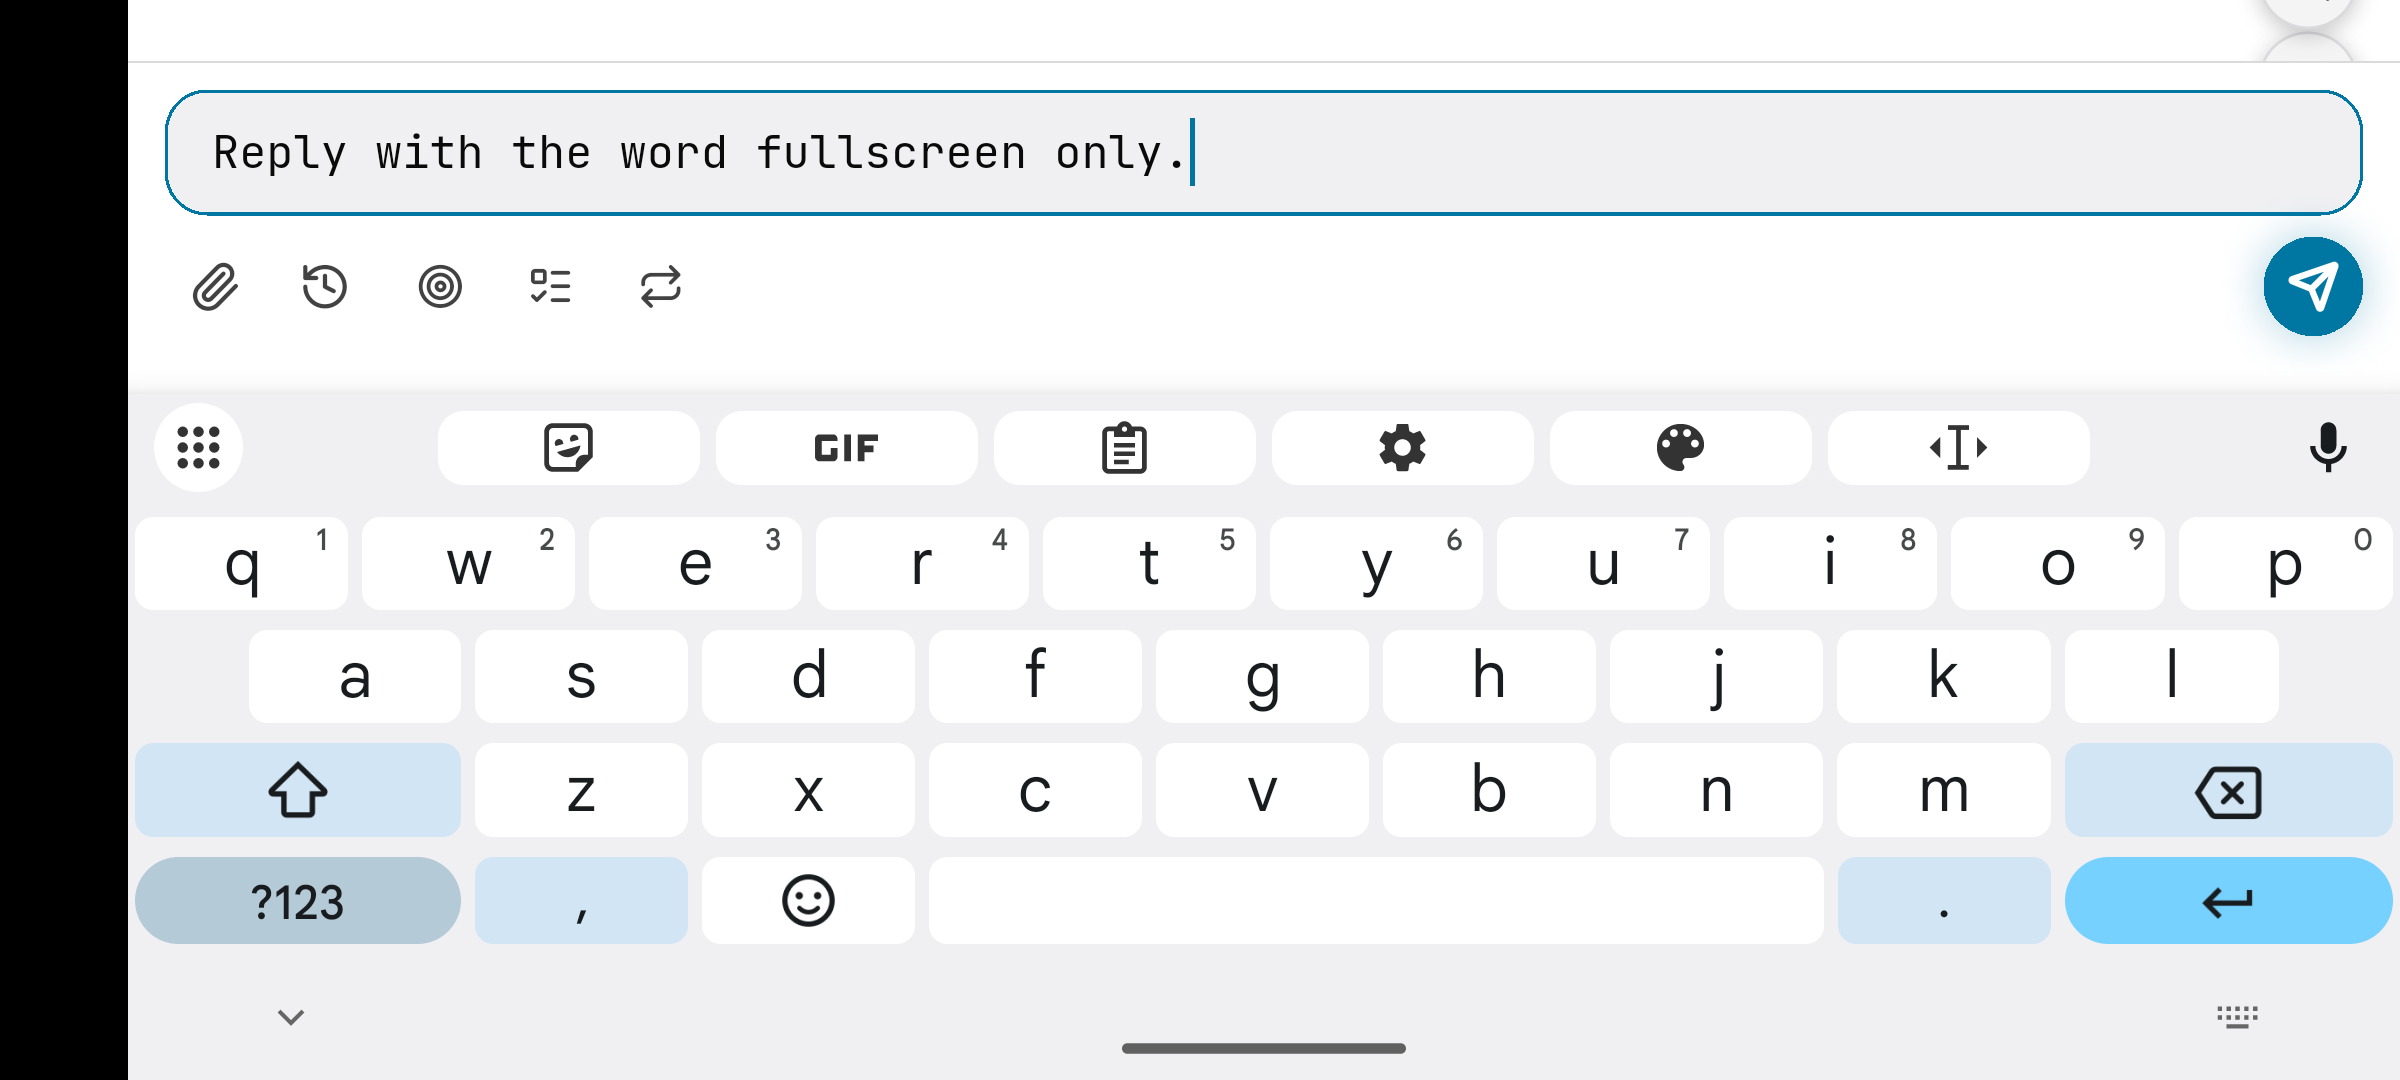 Reply with the word fullscreen only.
GIF
q 1 w 2 e 3 r 4 t 5 y 6 u 7 i 8 o 9 p 0
a s d f g h j k l
z x c v b n m
?123 , .